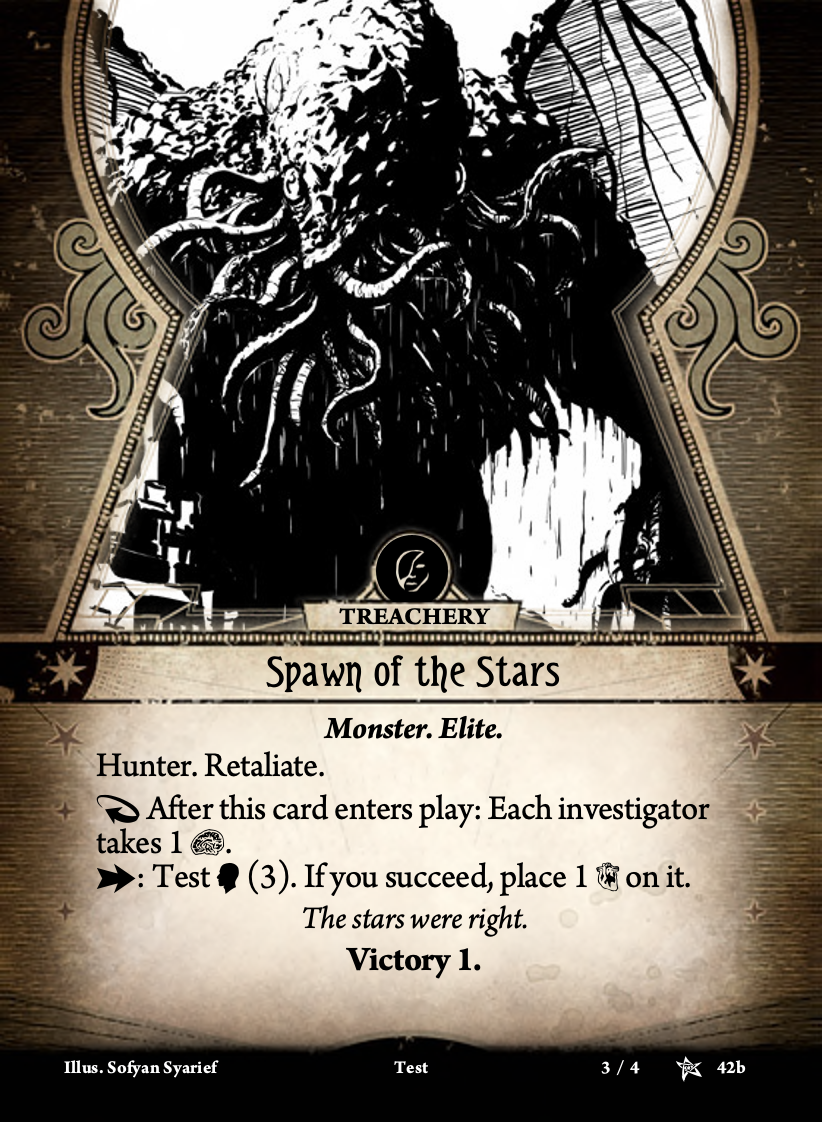 TREACHERY
Spawn of the Stars
Monster. Elite.
Hunter. Retaliate.
After this card enters play: Each investigator
takes 1 .
: Test (3). If you succeed, place 1 on it.
The stars were right.
Victory 1.
Illus. Sofyan Syarief Test 3 / 4 42b